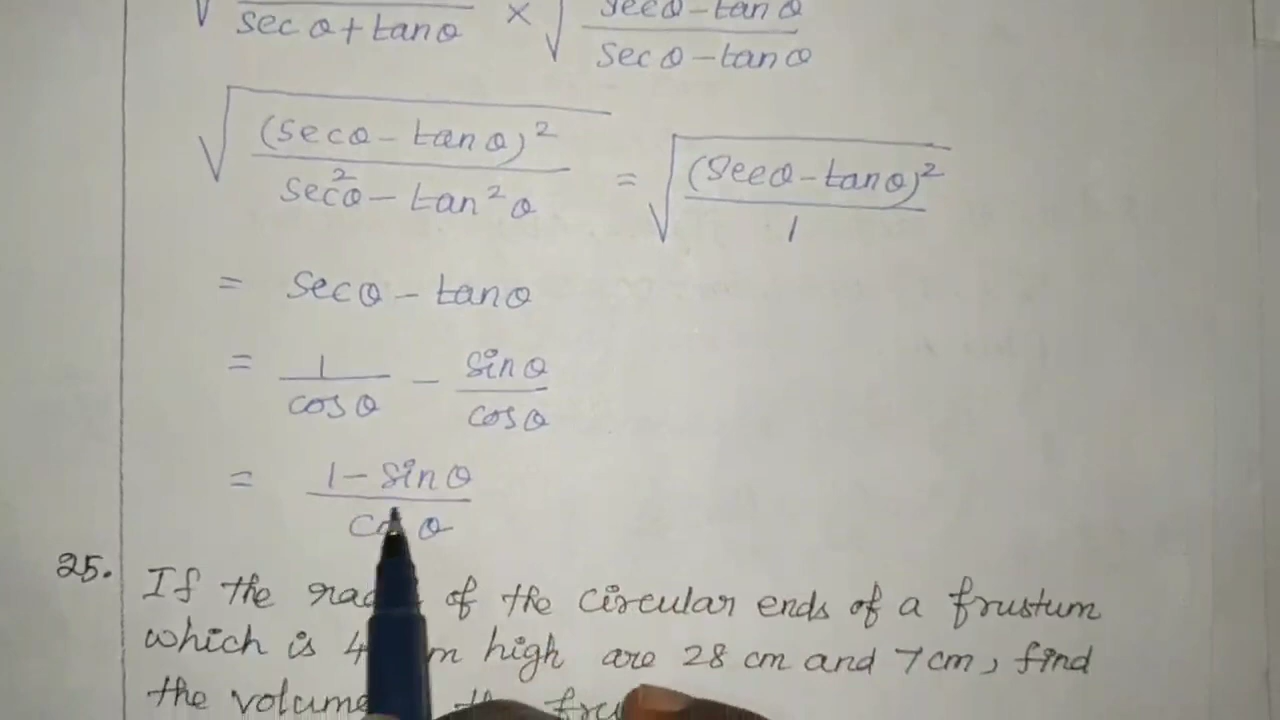 sec θ + tan θ × √ sec θ - tan θ / sec θ - tan θ
√ (sec θ - tan θ)² / sec²θ - tan²θ = √ (sec θ - tan θ)² / 1
= sec θ - tan θ
= 1 / cos θ - sin θ / cos θ
= 1 - sin θ / θ
25. If the of the circular ends of a frustum
which is high are 28 cm and 7 cm, find
the volume